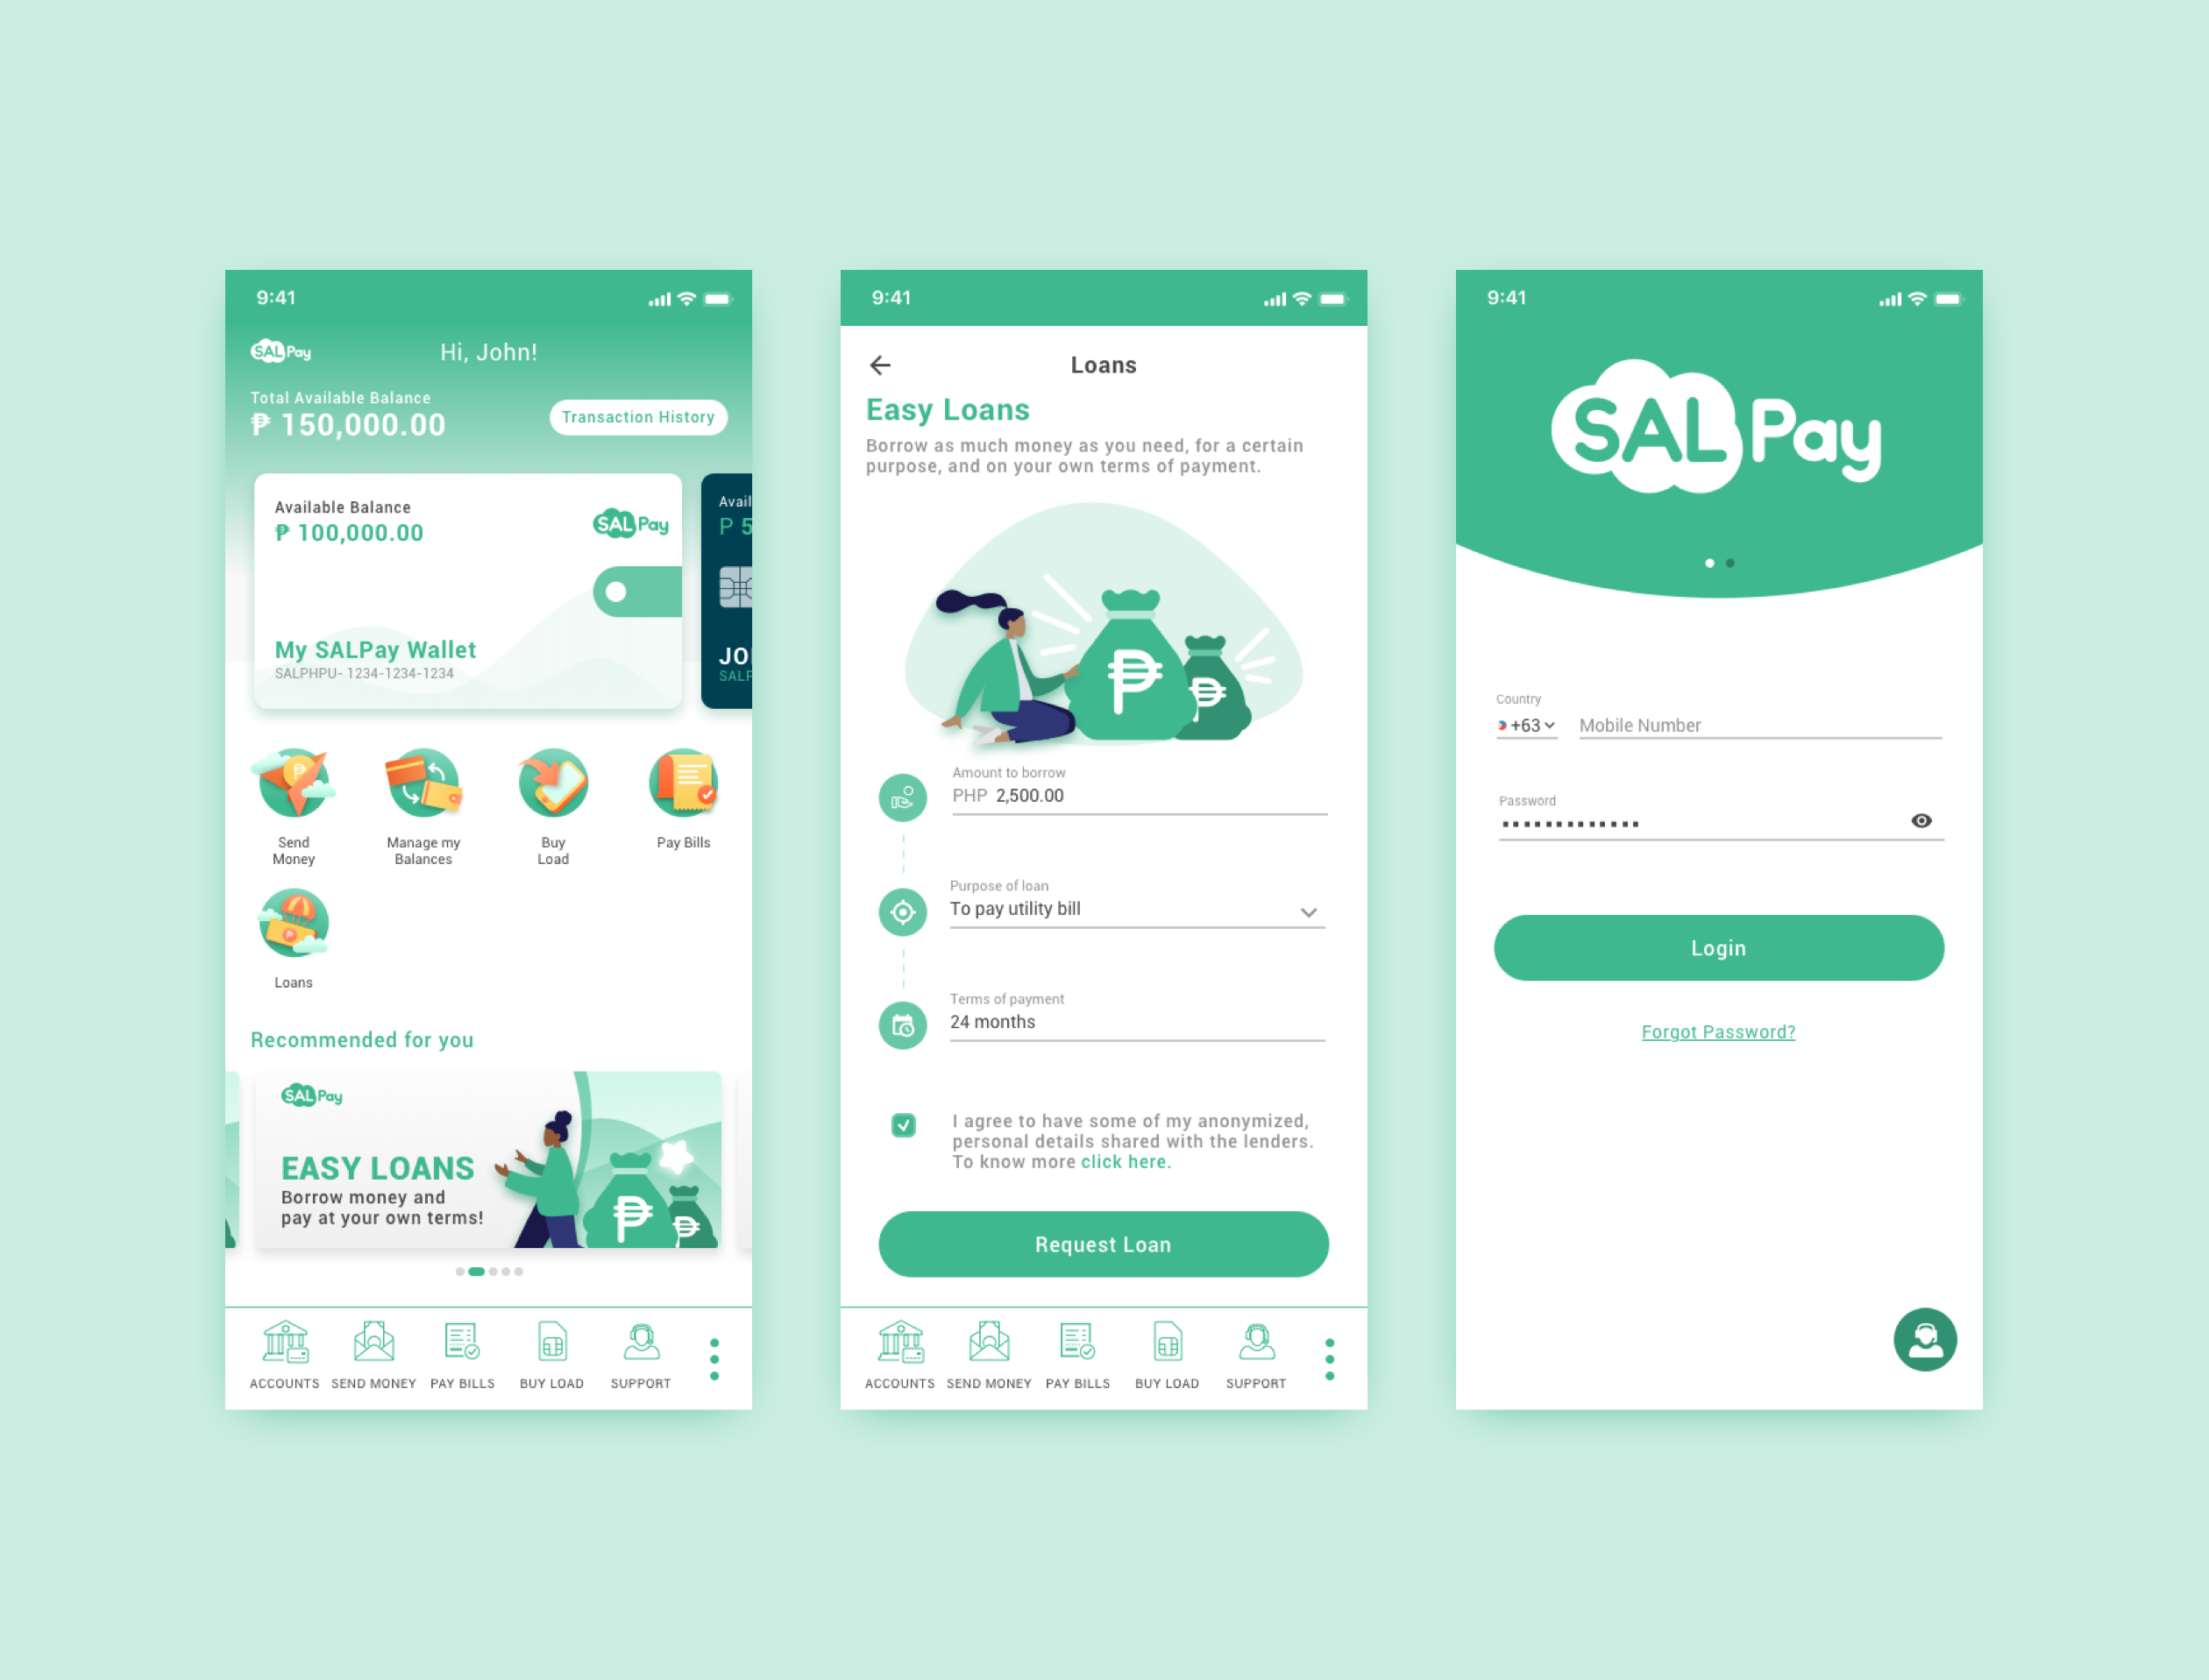 9:41
SAL Pay
Hi, John!
Total Available Balance
₱ 150,000.00
Transaction History
Available Balance
₱ 100,000.00
SAL Pay
My SALPay Wallet
SALPHPU- 1234-1234-1234
P 5
Send
Money
Manage my
Balances
Buy
Load
Pay Bills
Loans
Recommended for you
SAL Pay
EASY LOANS
Borrow money and
pay at your own terms!
₱ ₱
ACCOUNTS SEND MONEY PAY BILLS BUY LOAD SUPPORT
9:41
Loans
Easy Loans
Borrow as much money as you need, for a certain
purpose, and on your own terms of payment.
₱ ₱
Amount to borrow
PHP 2,500.00
Purpose of loan
To pay utility bill
Terms of payment
24 months
I agree to have some of my anonymized,
personal details shared with the lenders.
To know more click here.
Request Loan
ACCOUNTS SEND MONEY PAY BILLS BUY LOAD SUPPORT
9:41
SAL Pay
Country
+63
Mobile Number
Password
Login
Forgot Password?